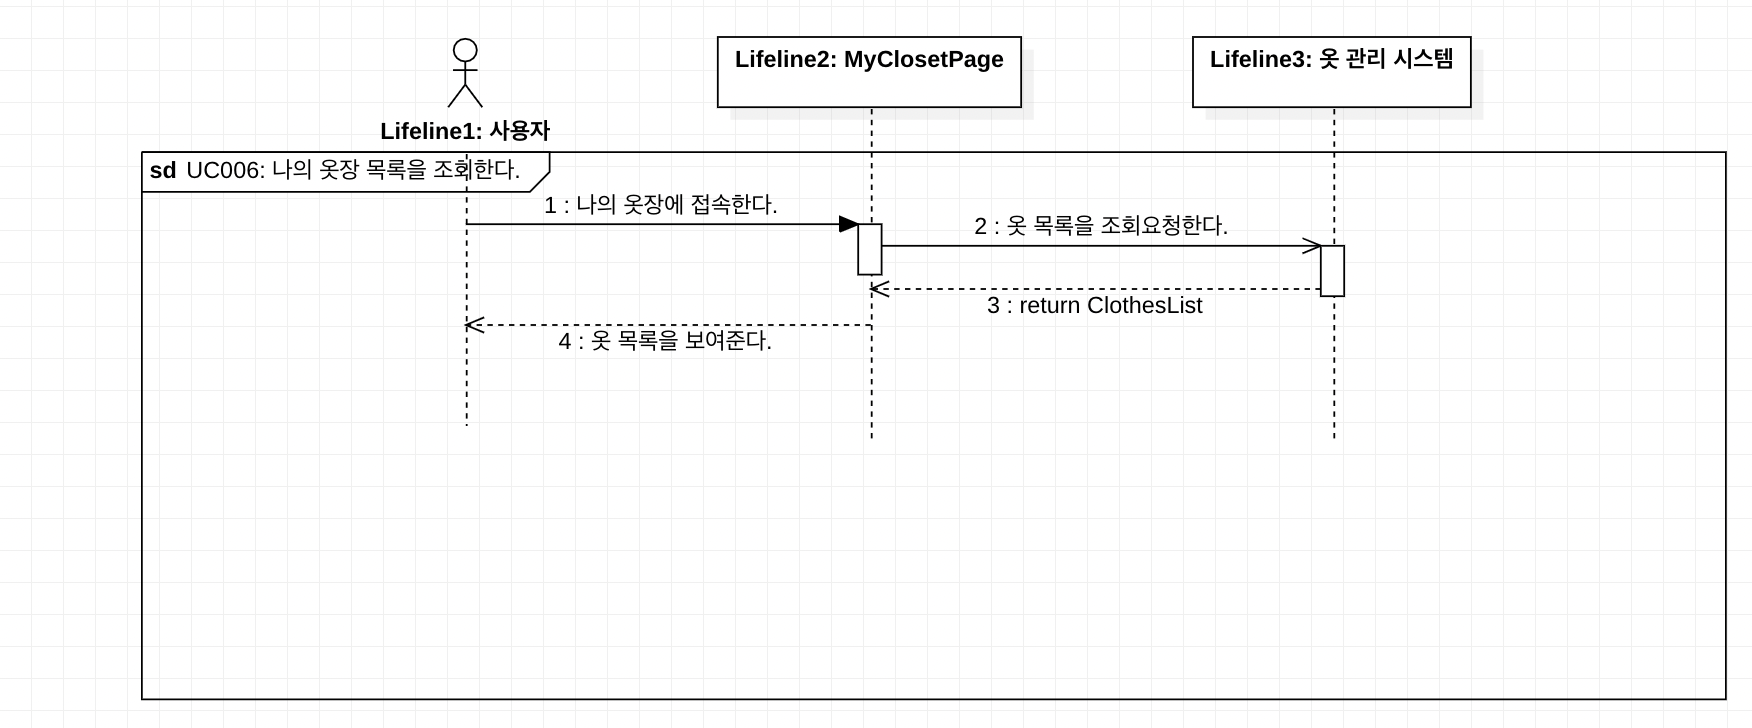 Lifeline2: MyClosetPage
Lifeline3: 옷 관리 시스템
Lifeline1: 사용자
sd UC006: 나의 옷장 목록을 조회한다.
1 : 나의 옷장에 접속한다.
2 : 옷 목록을 조회요청한다.
3 : return ClothesList
4 : 옷 목록을 보여준다.